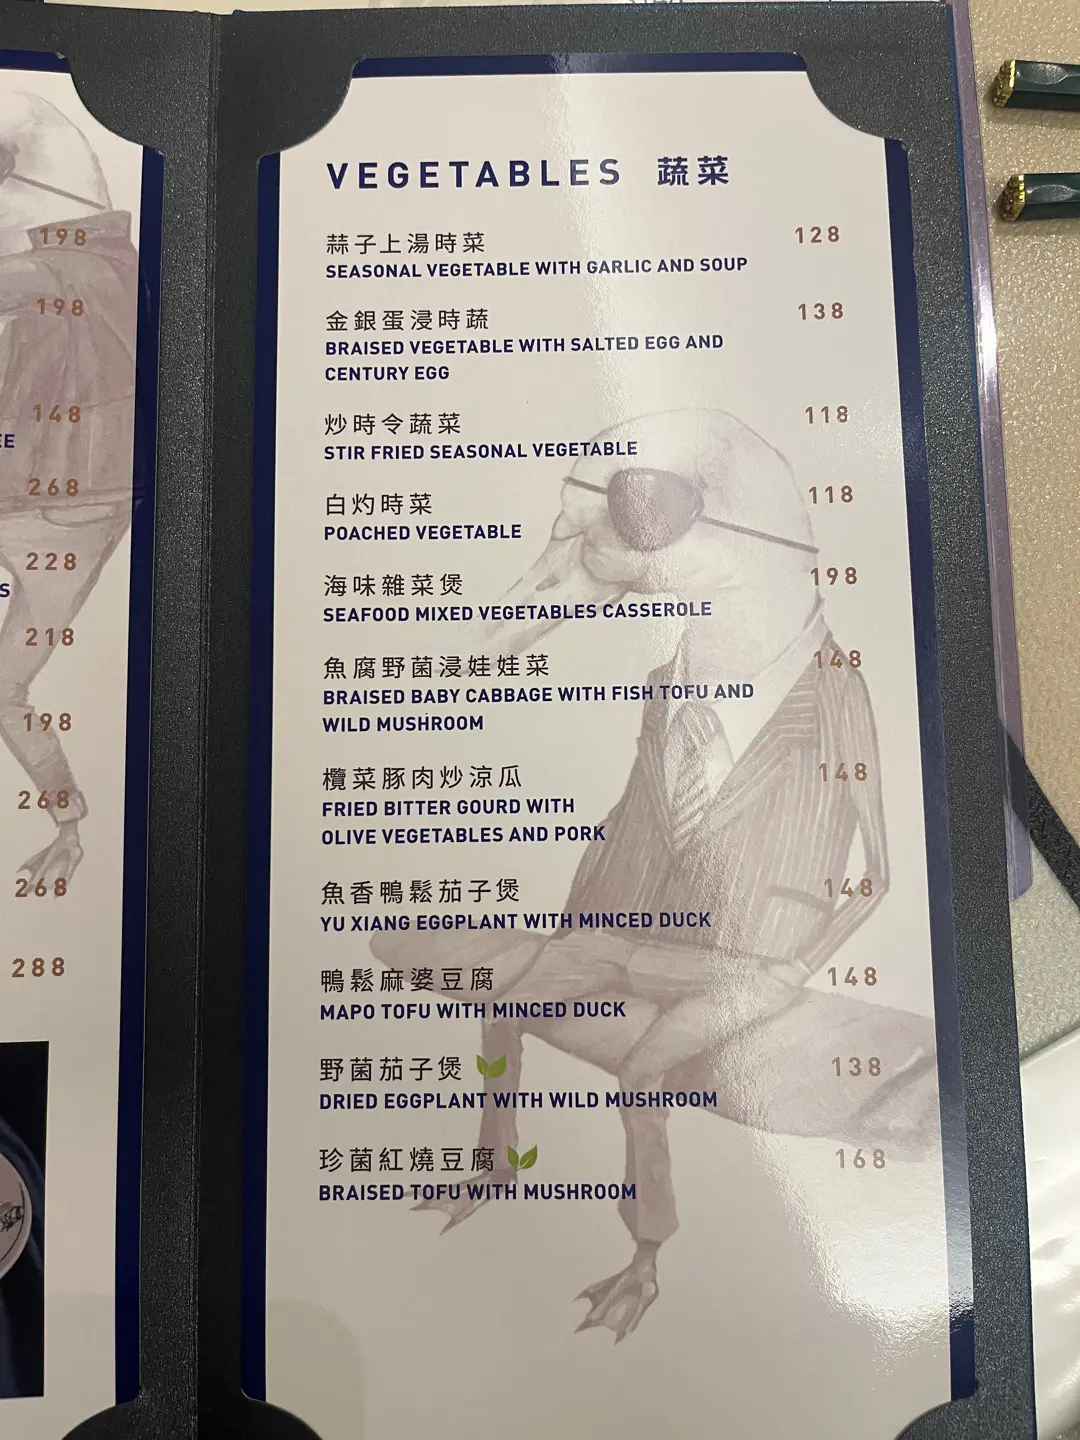 198
198
148
EE
268
228
S
218
198
268
268
288
VEGETABLES 蔬菜
蒜子上湯時菜 128
SEASONAL VEGETABLE WITH GARLIC AND SOUP
金銀蛋浸時蔬 138
BRAISED VEGETABLE WITH SALTED EGG AND
CENTURY EGG
炒時令蔬菜 118
STIR FRIED SEASONAL VEGETABLE
白灼時菜 118
POACHED VEGETABLE
海味雜菜煲 198
SEAFOOD MIXED VEGETABLES CASSEROLE
魚腐野菌浸娃娃菜 148
BRAISED BABY CABBAGE WITH FISH TOFU AND
WILD MUSHROOM
欖菜豚肉炒涼瓜 148
FRIED BITTER GOURD WITH
OLIVE VEGETABLES AND PORK
魚香鴨鬆茄子煲 148
YU XIANG EGGPLANT WITH MINCED DUCK
鴨鬆麻婆豆腐 148
MAPO TOFU WITH MINCED DUCK
野菌茄子煲 138
DRIED EGGPLANT WITH WILD MUSHROOM
珍菌紅燒豆腐 168
BRAISED TOFU WITH MUSHROOM